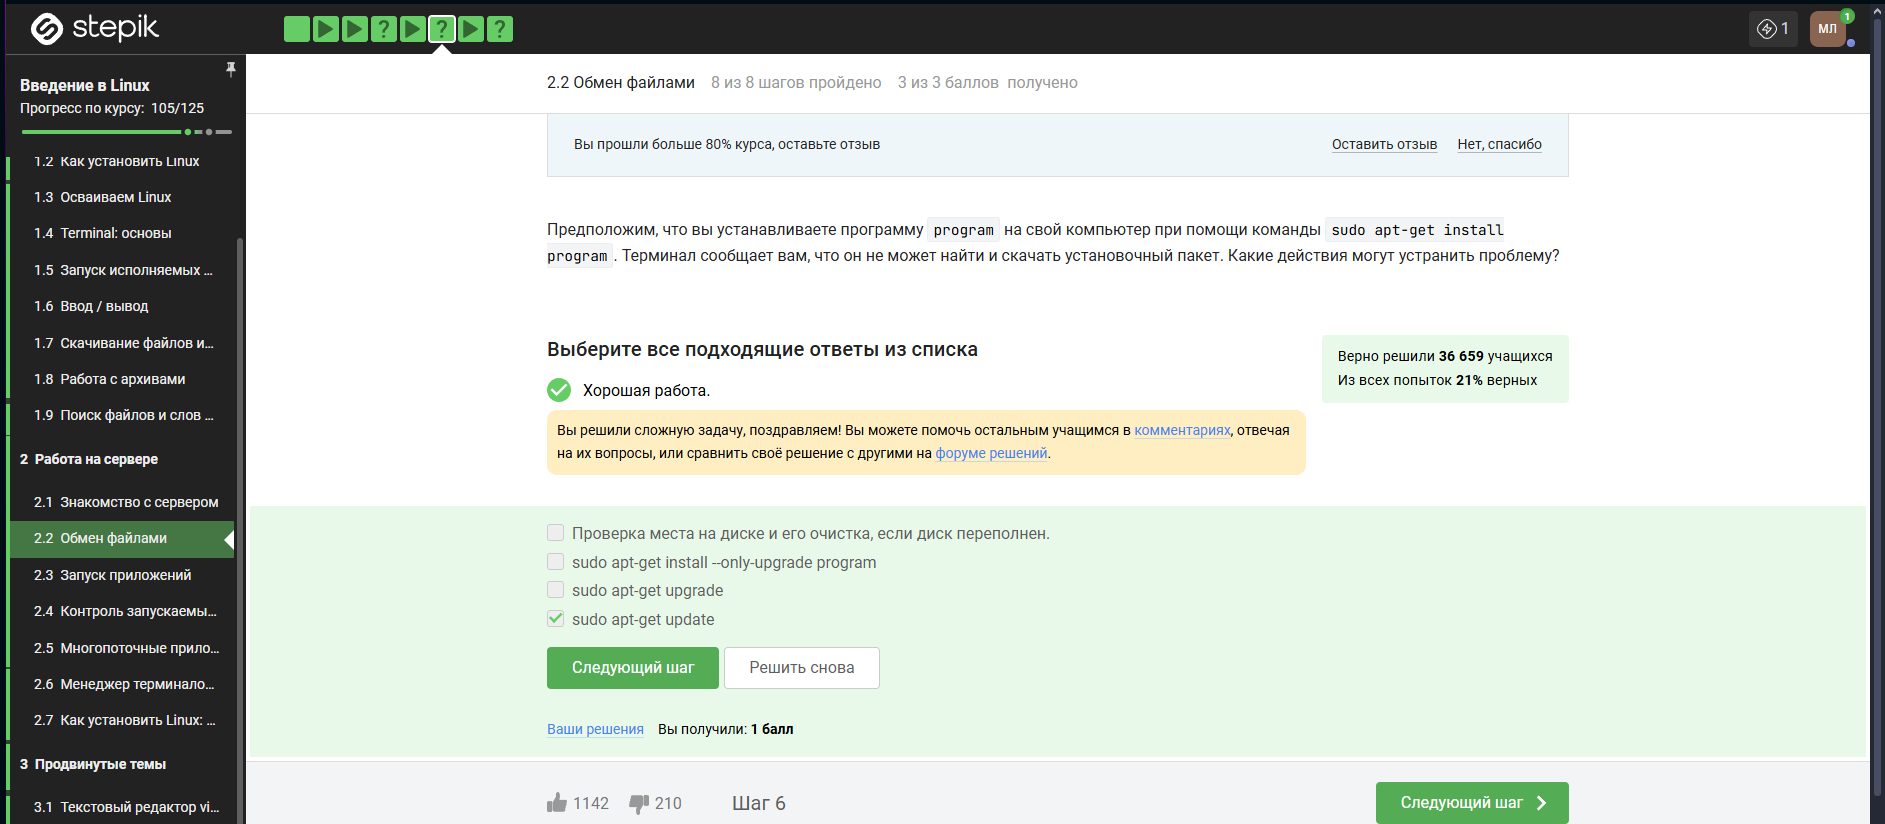 stepik
?
?
?
1
МЛ
1
Введение в Linux
Прогресс по курсу: 105/125
1.2 Как установить Linux
1.3 Осваиваем Linux
1.4 Terminal: основы
1.5 Запуск исполняемых ...
1.6 Ввод / вывод
1.7 Скачивание файлов и...
1.8 Работа с архивами
1.9 Поиск файлов и слов ...
2 Работа на сервере
2.1 Знакомство с сервером
2.2 Обмен файлами
2.3 Запуск приложений
2.4 Контроль запускаемы...
2.5 Многопоточные прило...
2.6 Менеджер терминало...
2.7 Как установить Linux: ...
3 Продвинутые темы
3.1 Текстовый редактор vi...
2.2 Обмен файлами 8 из 8 шагов пройдено 3 из 3 баллов получено
Вы прошли больше 80% курса, оставьте отзыв Оставить отзыв Нет, спасибо
Предположим, что вы устанавливаете программу program на свой компьютер при помощи команды sudo apt-get install
program. Терминал сообщает вам, что он не может найти и скачать установочный пакет. Какие действия могут устранить проблему?
Выберите все подходящие ответы из списка
Верно решили 36 659 учащихся
Из всех попыток 21% верных
Хорошая работа.
Вы решили сложную задачу, поздравляем! Вы можете помочь остальным учащимся в комментариях, отвечая
на их вопросы, или сравнить своё решение с другими на форуме решений.
Проверка места на диске и его очистка, если диск переполнен.
sudo apt-get install --only-upgrade program
sudo apt-get upgrade
sudo apt-get update
Следующий шаг Решить снова
Ваши решения Вы получили: 1 балл
1142 210 Шаг 6 Следующий шаг